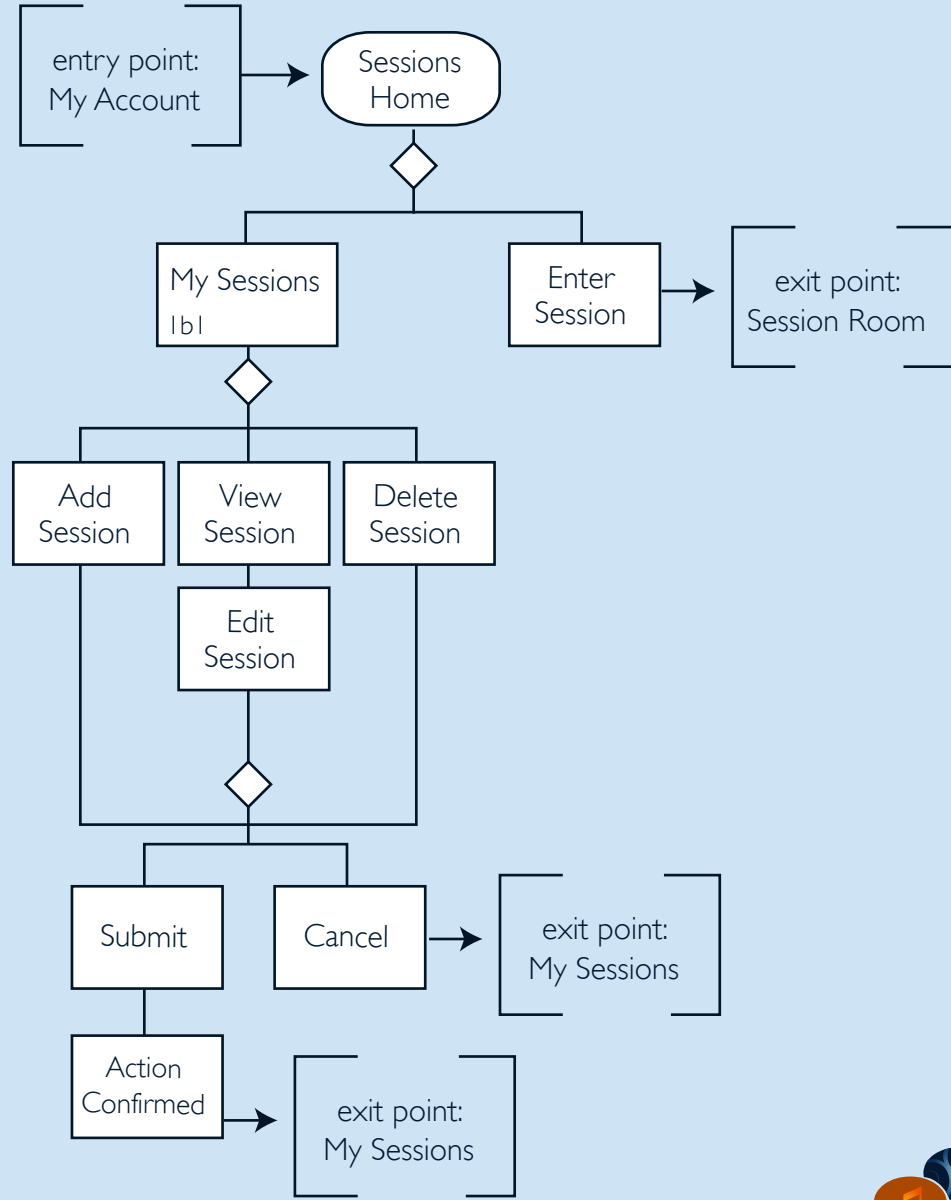 entry point:
My Account
Sessions
Home
My Sessions
1b1
Enter
Session
exit point:
Session Room
Add
Session
View
Session
Delete
Session
Edit
Session
Submit
Cancel
exit point:
My Sessions
Action
Confirmed
exit point:
My Sessions